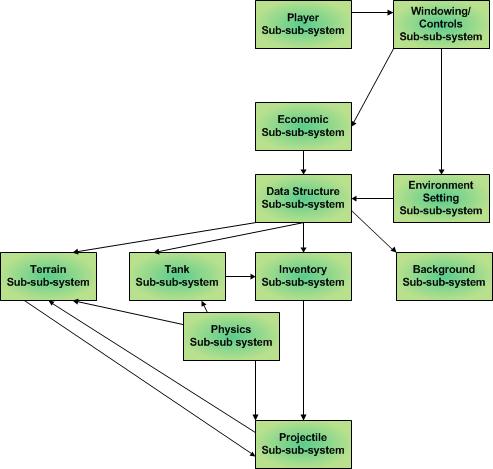 Player
Sub-sub-system
Windowing/
Controls
Sub-sub-system
Economic
Sub-sub-system
Data Structure
Sub-sub-system
Environment
Setting
Sub-sub-system
Terrain
Sub-sub-system
Tank
Sub-sub-system
Inventory
Sub-sub-system
Background
Sub-sub-system
Physics
Sub-sub system
Projectile
Sub-sub-system